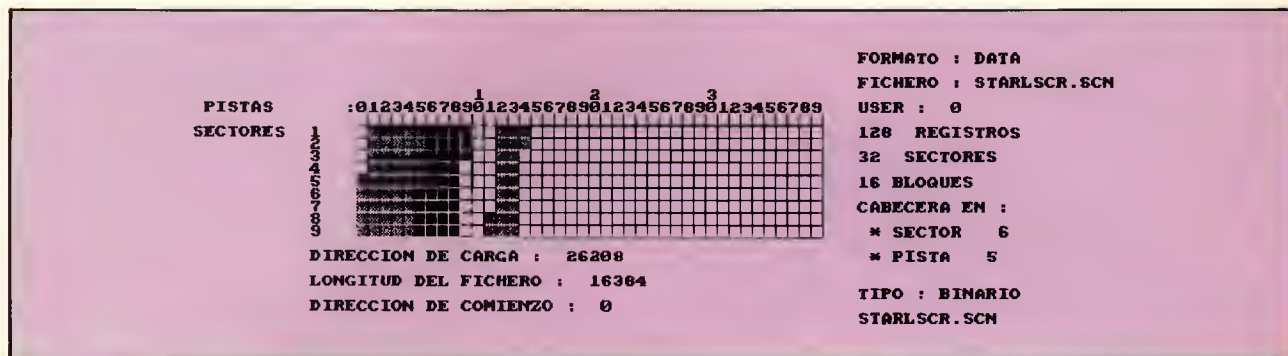 FORMATO : DATA
FICHERO : STARLSCR.SCN
USER : 0
128 REGISTROS
32 SECTORES
16 BLOQUES
CABECERA EN :
* SECTOR 6
* PISTA 5
TIPO : BINARIO
STARLSCR.SCN
1 2 3
PISTAS :0123456789012345678901234567890123456789
SECTORES 1
2
3
4
5
6
7
8
9
DIRECCION DE CARGA : 26208
LONGITUD DEL FICHERO : 16384
DIRECCION DE COMIENZO : 0